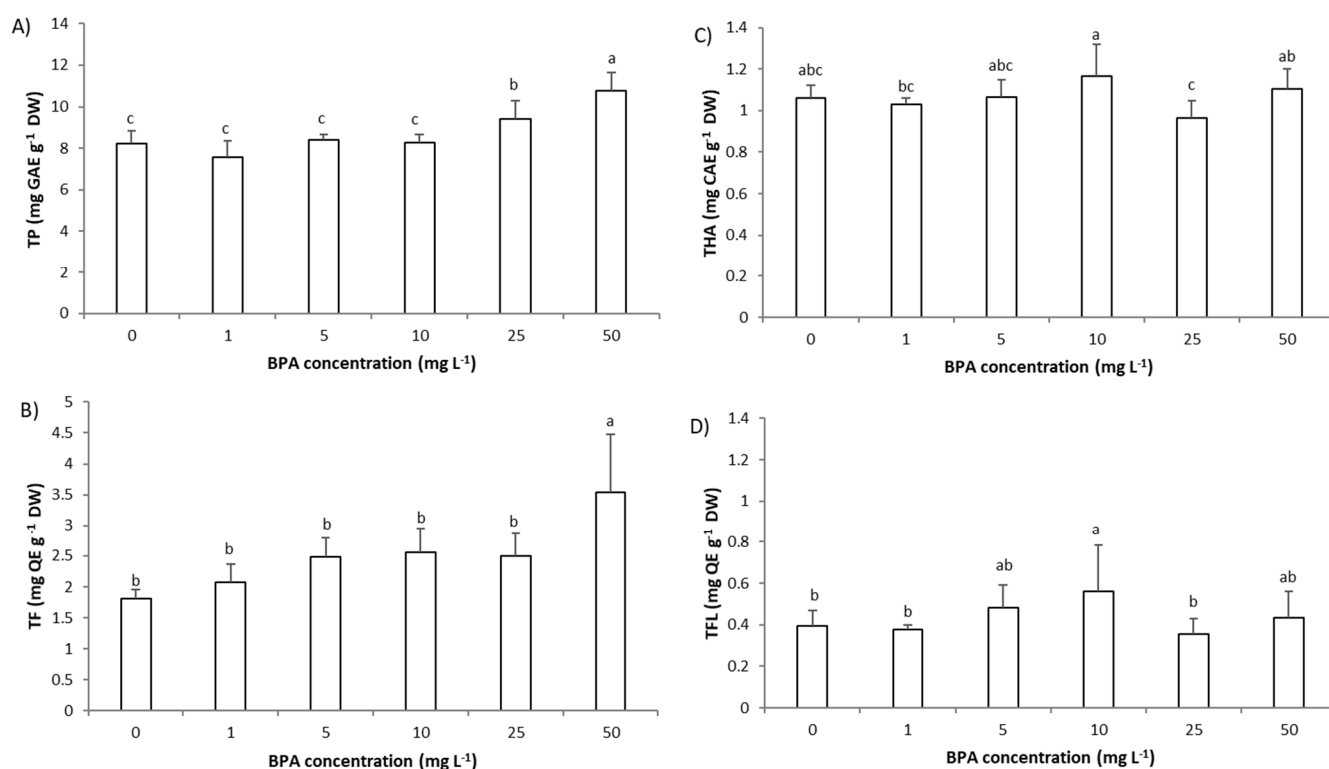 A)
TP (mg GAE g-1 DW)
14
12
10
8
6
4
2
0
c
c
c
c
b
a
0 1 5 10 25 50
BPA concentration (mg L-1)
B)
TF (mg QE g-1 DW)
5
4.5
4
3.5
3
2.5
2
1.5
1
0.5
0
b
b
b
b
b
a
0 1 5 10 25 50
BPA concentration (mg L-1)
C)
THA (mg CAE g-1 DW)
1.4
1.2
1
0.8
0.6
0.4
0.2
0
abc
bc
abc
a
c
ab
0 1 5 10 25 50
BPA concentration (mg L-1)
D)
TFL (mg QE g-1 DW)
1.4
1.2
1
0.8
0.6
0.4
0.2
0
b
b
ab
a
b
ab
0 1 5 10 25 50
BPA concentration (mg L-1)